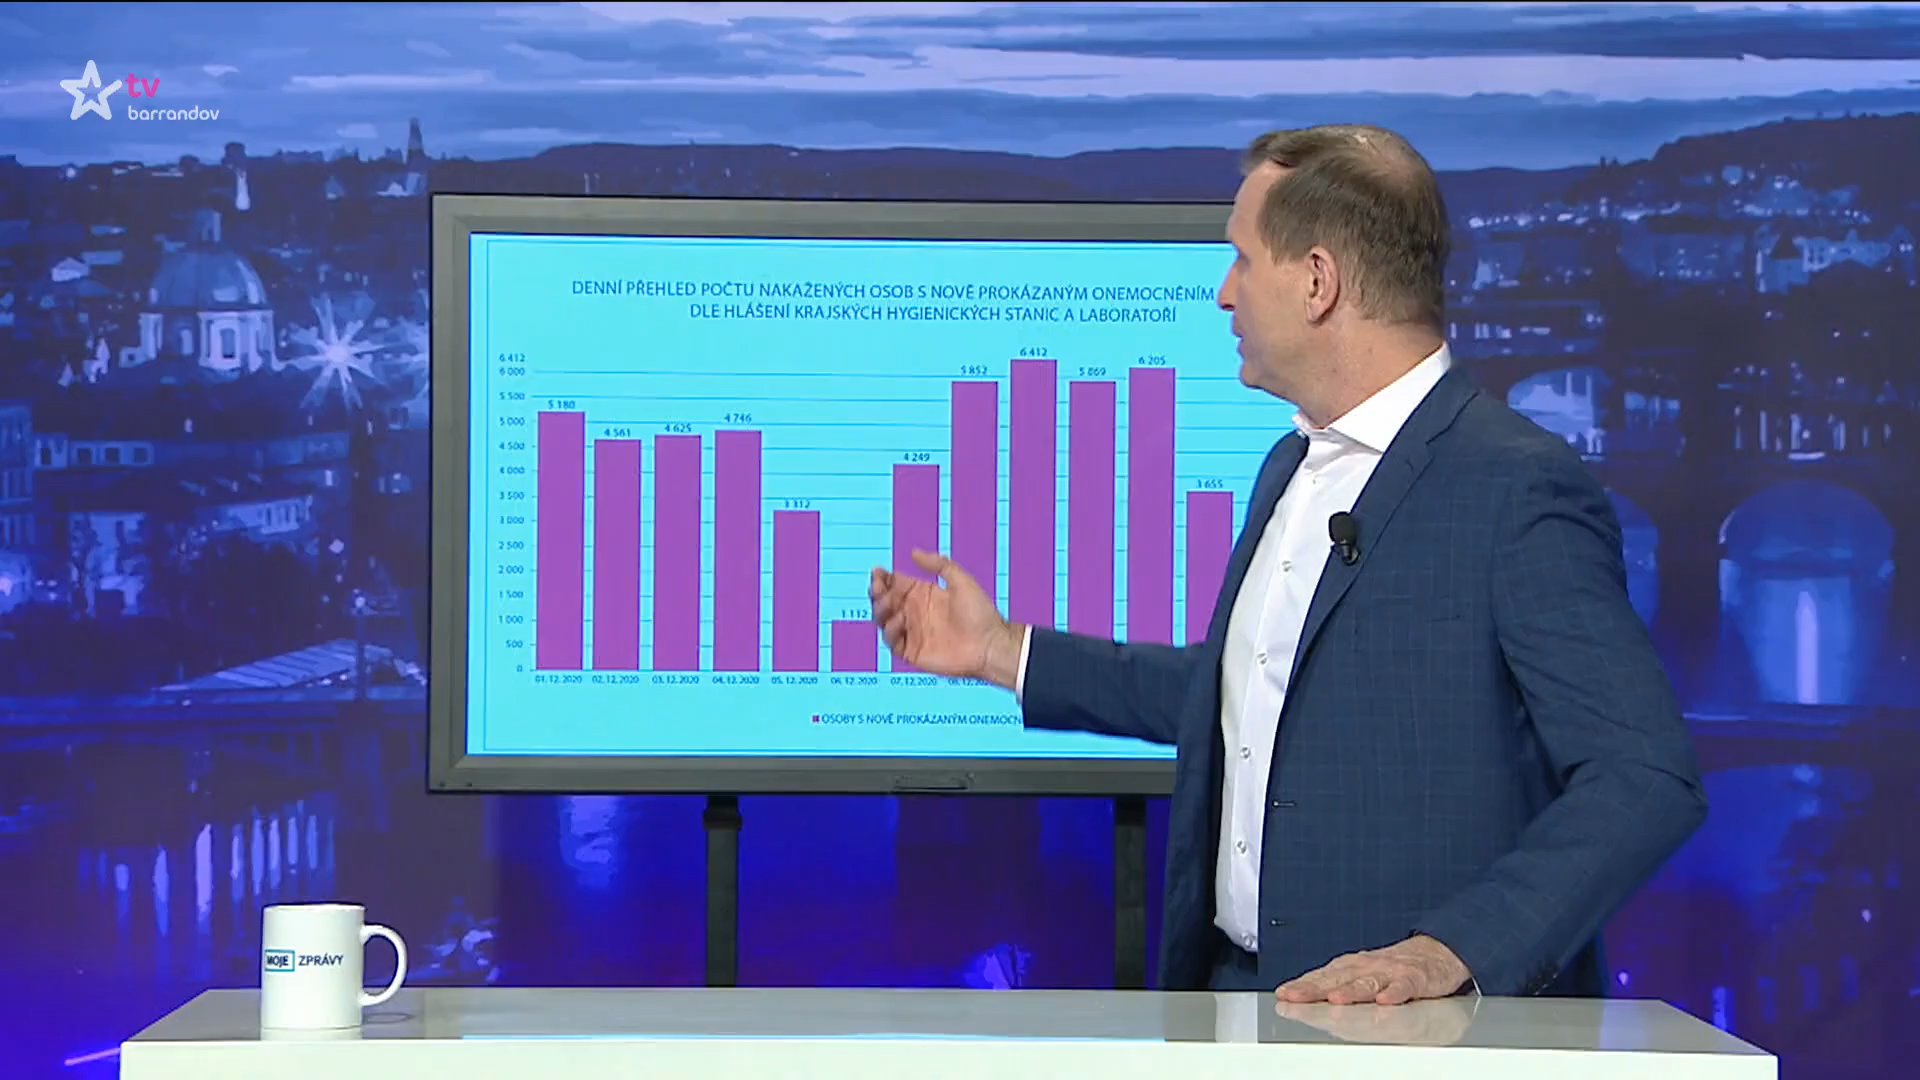 tv
barrandov
DENNÍ PŘEHLED POČTU NAKAŽENÝCH OSOB S NOVĚ PROKÁZANÝM ONEMOCNĚNÍM
DLE HLÁŠENÍ KRAJSKÝCH HYGIENICKÝCH STANIC A LABORATOŘÍ
6 412
6 000
5 500
5 000
4 500
4 000
3 500
3 000
2 500
2 000
1 500
1 000
500
0
5 180
4 561
4 625
4 746
3 312
1 112
4 249
5 852
6 412
5 869
6 205
3 655
01. 12. 2020
02. 12. 2020
03. 12. 2020
04. 12. 2020
05. 12. 2020
06. 12. 2020
07. 12. 2020
08. 12.
OSOBY S NOVĚ PROKÁZANÝM
MOJE ZPRÁVY